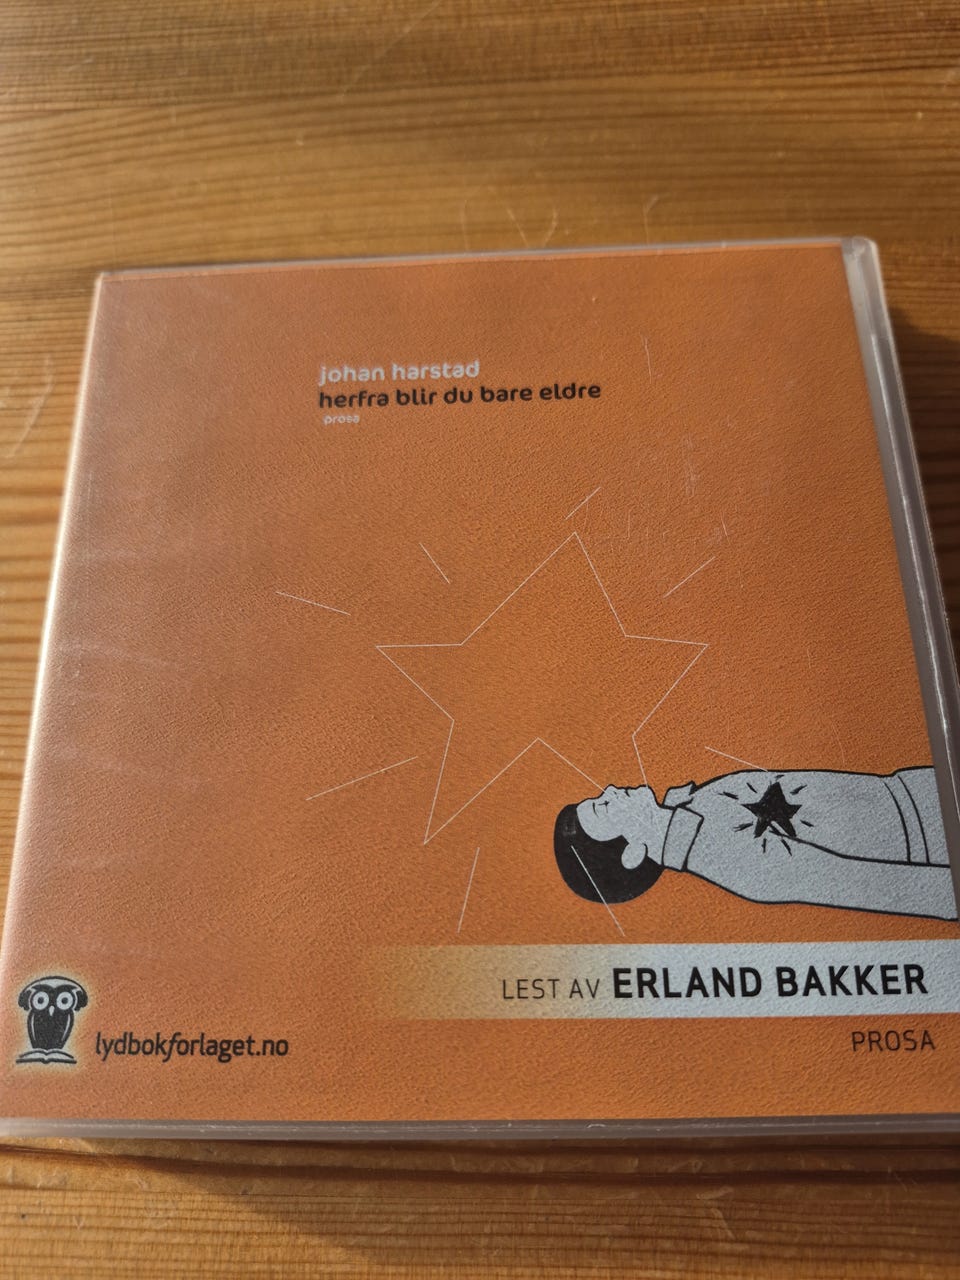 johan harstad
herfra blir du bare eldre
prosa
LEST AV ERLAND BAKKER
lydbokforlaget.no
PROSA